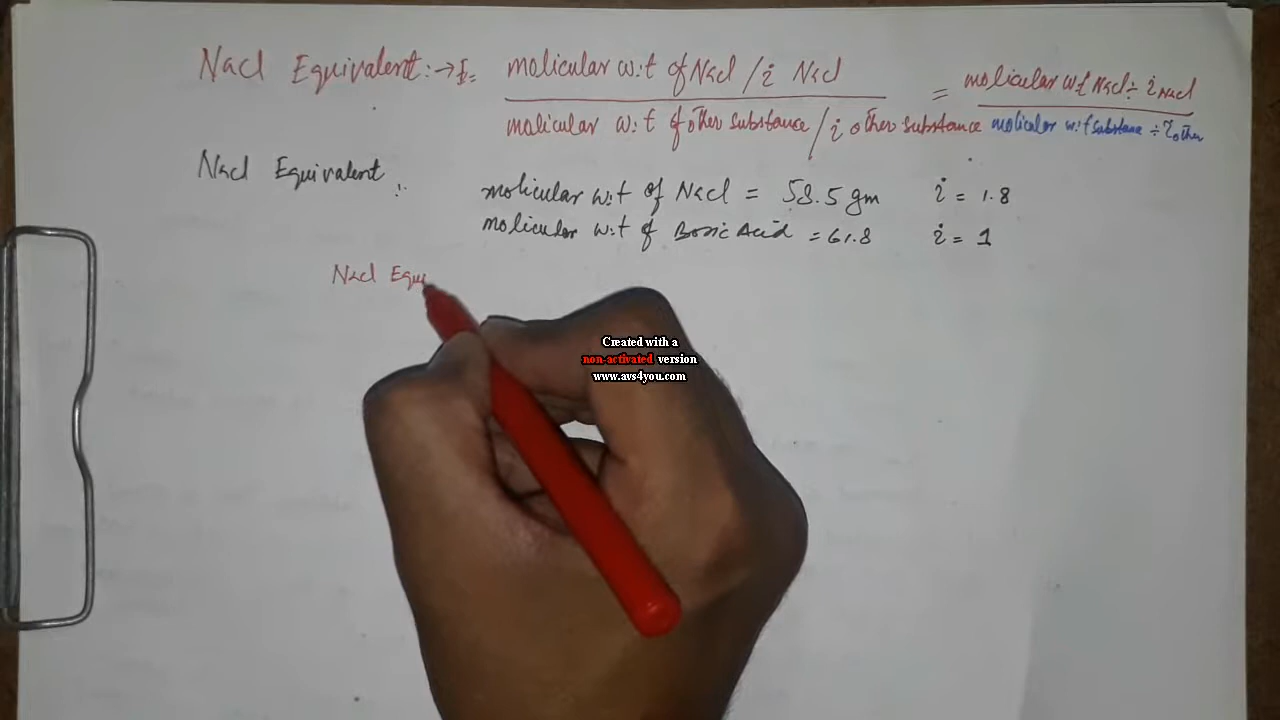 Nacl Equivalent :→ E= molicular w:t of Nacl / i Nacl = molicular wt Nacl ÷ i Nacl
molicular w:t of other substance / i other substance molicular w:t substance ÷ i other
Nacl Equivalent :
molicular w:t of Nacl = 58.5 gm i = 1.8
molicular w:t of Boric Acid = 61.8 i = 1
Nacl Equi
Created with a
non-activated version
www.avs4you.com